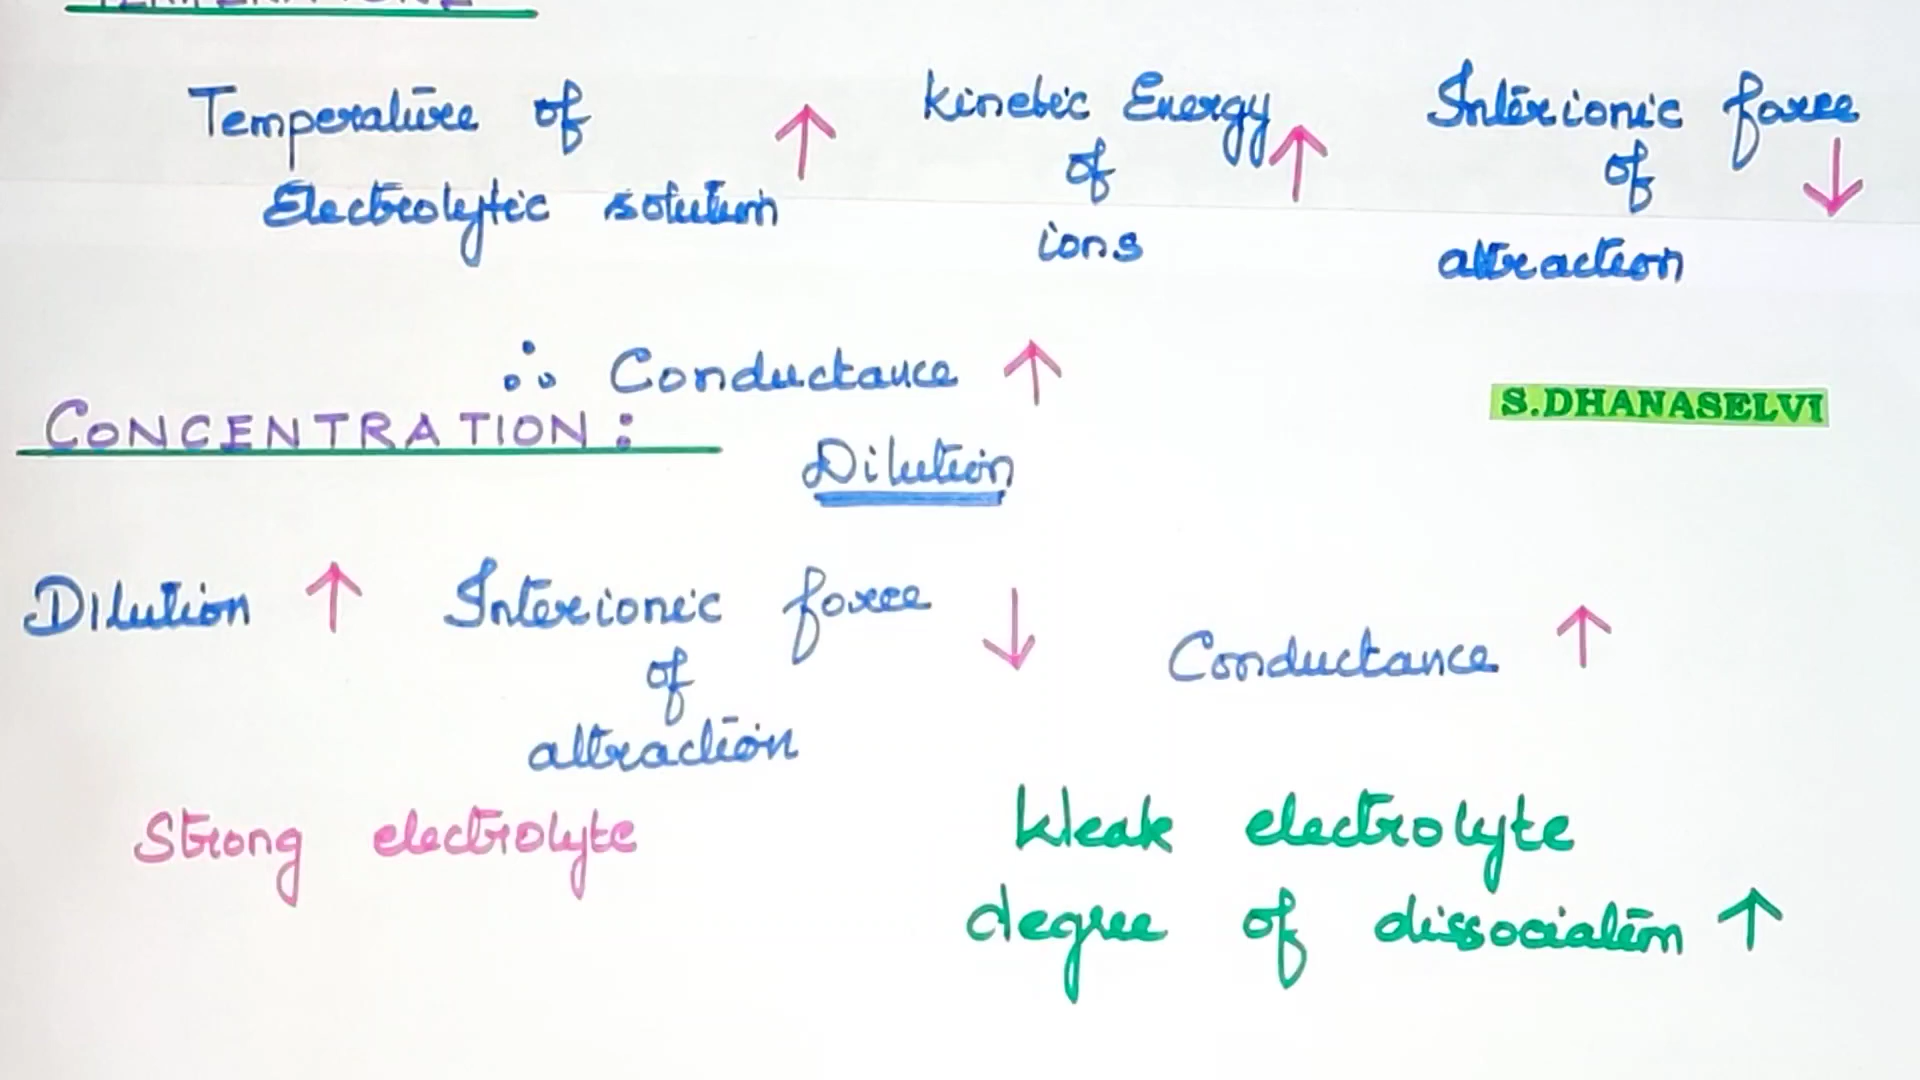 TEMPERATURE
Temperature of ↑ Kinetic Energy ↑ Interionic force ↓
of of
Electrolytic solution ions attraction
∴ Conductance ↑
S.DHANASELVI
CONCENTRATION:
Dilution
Dilution ↑ Interionic force ↓ Conductance ↑
of
attraction
Strong electrolyte Weak electrolyte
degree of dissociation ↑